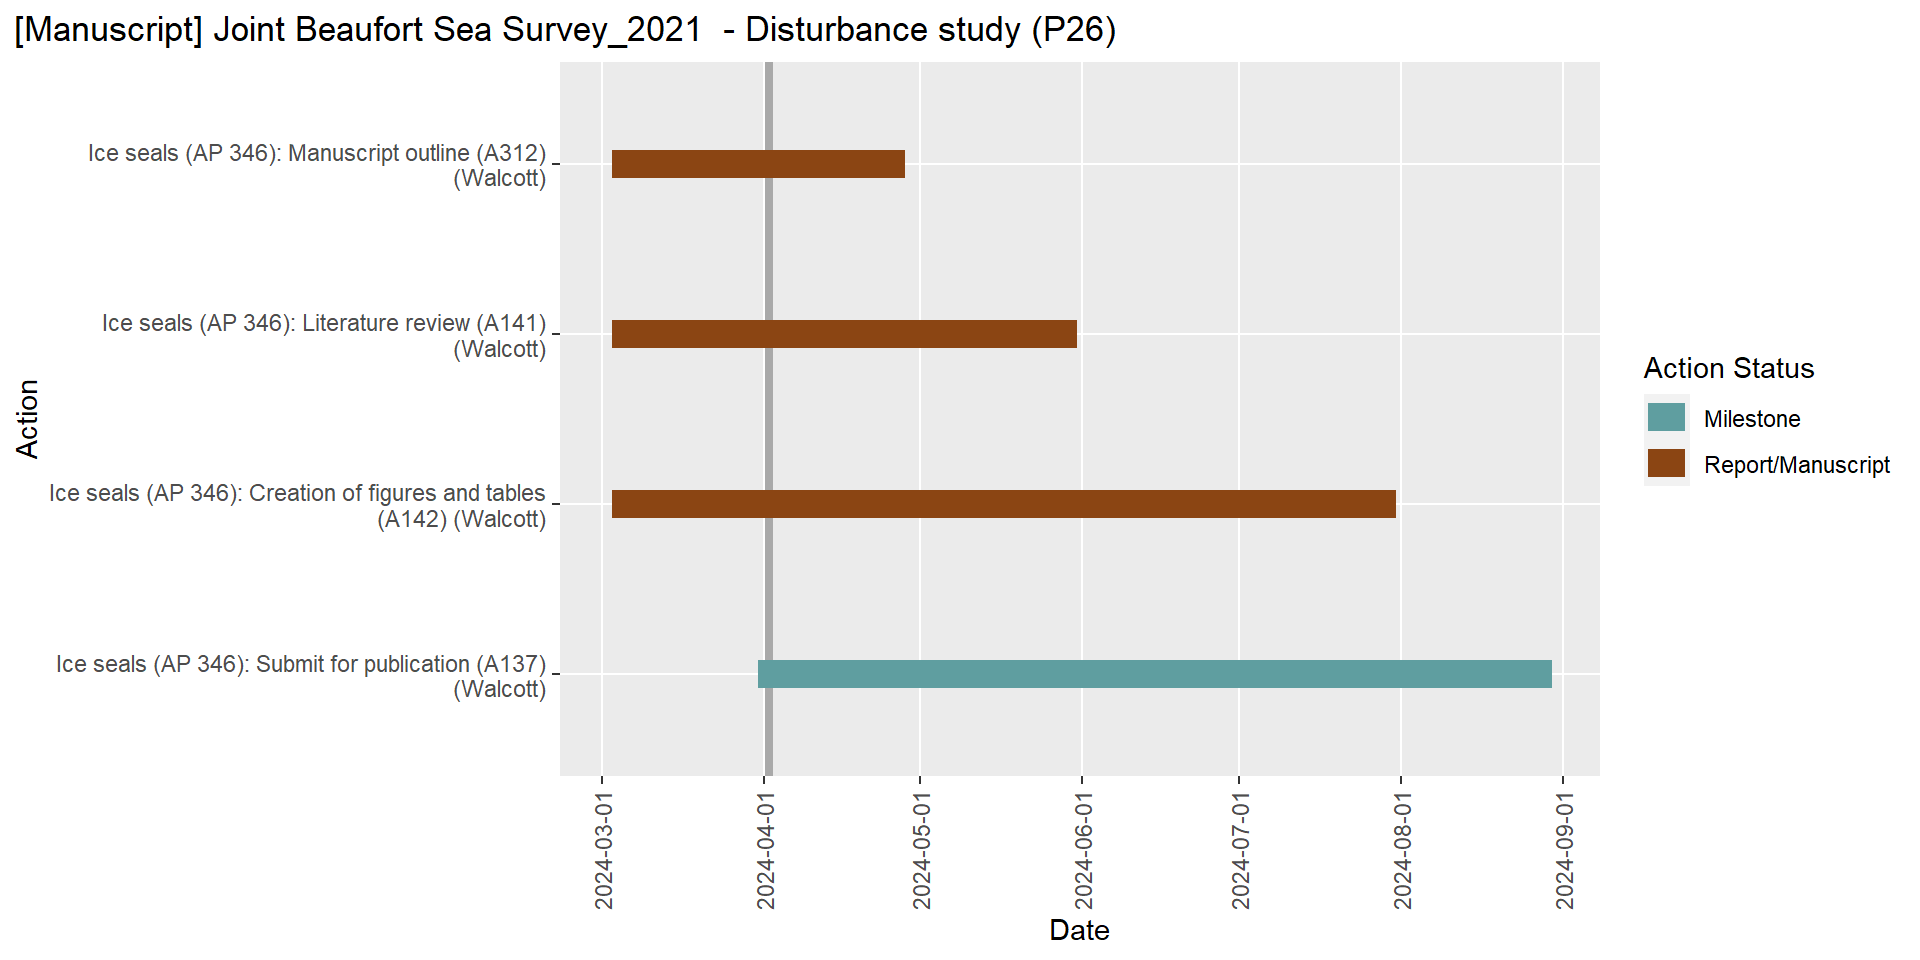 [Manuscript] Joint Beaufort Sea Survey_2021  - Disturbance study (P26)
Ice seals (AP 346): Manuscript outline (A312)
(Walcott)
Ice seals (AP 346): Literature review (A141)
(Walcott)
Ice seals (AP 346): Creation of figures and tables
(A142) (Walcott)
Ice seals (AP 346): Submit for publication (A137)
(Walcott)
Action
2024-03-01
2024-04-01
2024-05-01
2024-06-01
2024-07-01
2024-08-01
2024-09-01
Date
Action Status
Milestone
Report/Manuscript